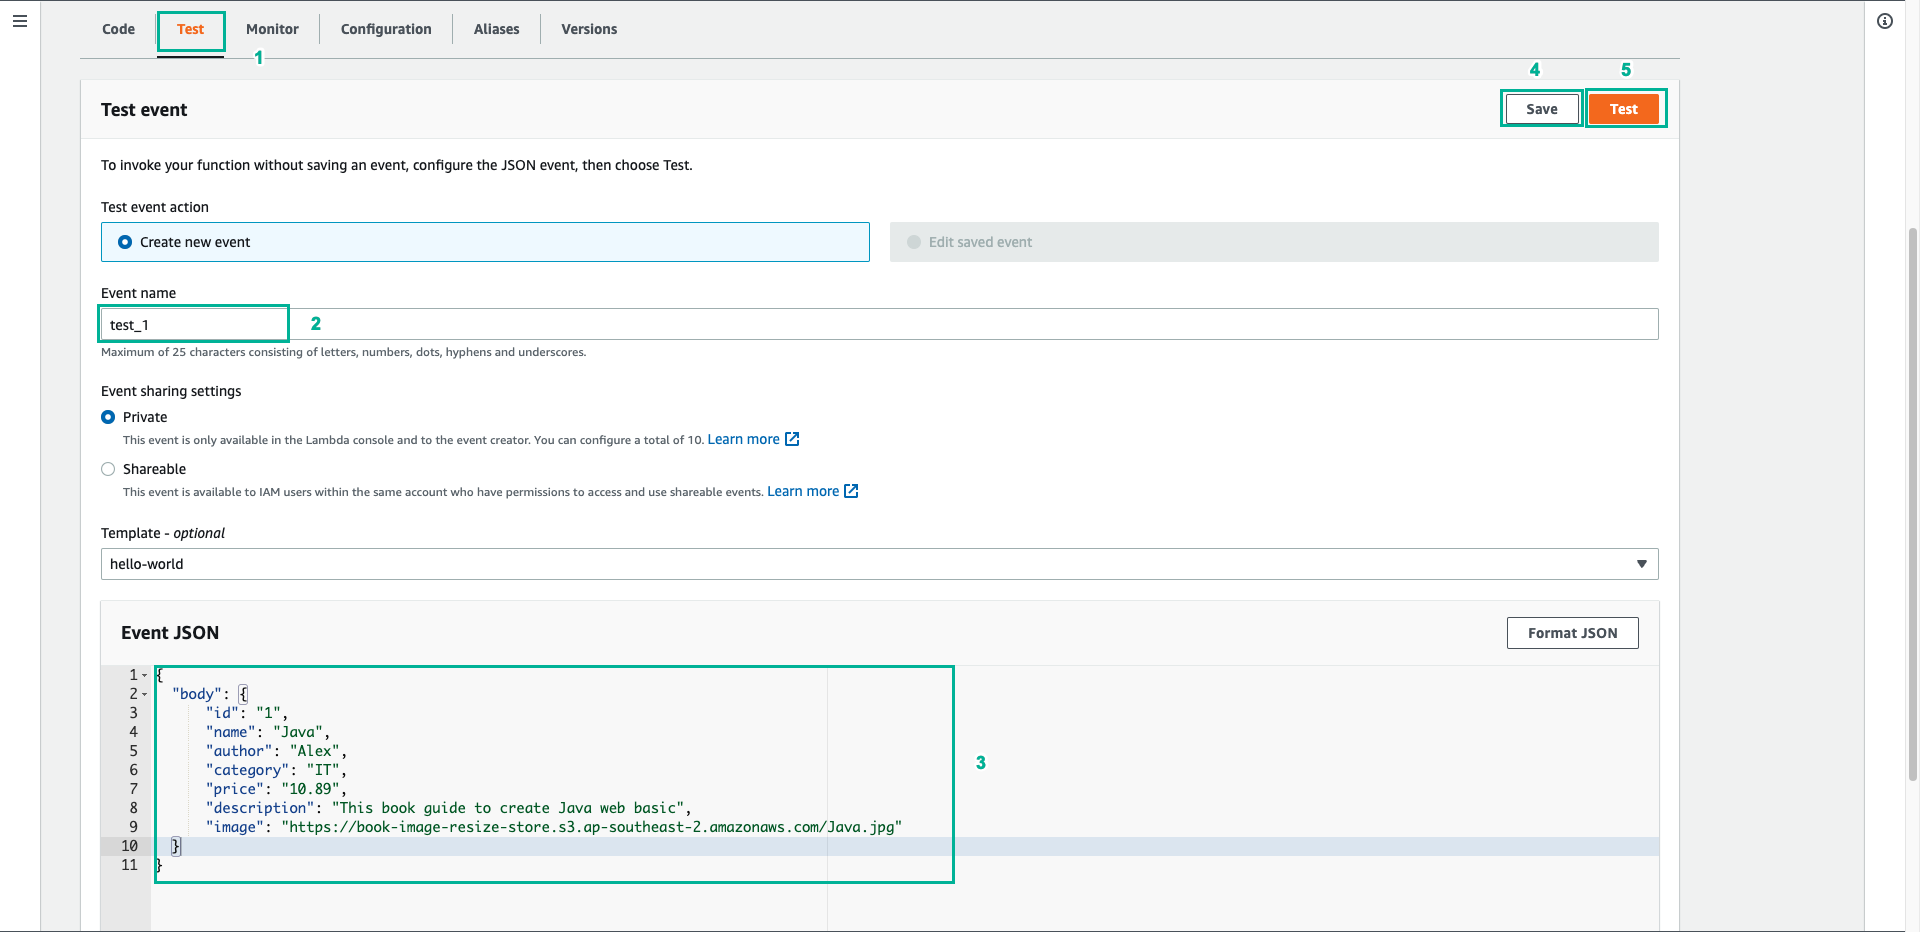 Code Test Monitor Configuration Aliases Versions
1
4 5
Test event Save Test
To invoke your function without saving an event, configure the JSON event, then choose Test.
Test event action
Create new event Edit saved event
Event name
test_1 2
Maximum of 25 characters consisting of letters, numbers, dots, hyphens and underscores.
Event sharing settings
Private
This event is only available in the Lambda console and to the event creator. You can configure a total of 10. Learn more
Shareable
This event is available to IAM users within the same account who have permissions to access and use shareable events. Learn more
Template - optional
hello-world
Event JSON Format JSON
1 {
2 "body": {
3 "id": "1",
4 "name": "Java",
5 "author": "Alex",
3
6 "category": "IT",
7 "price": "10.89",
8 "description": "This book guide to create Java web basic",
9 "image": "https://book-image-resize-store.s3.ap-southeast-2.amazonaws.com/Java.jpg"
10 }
11 }